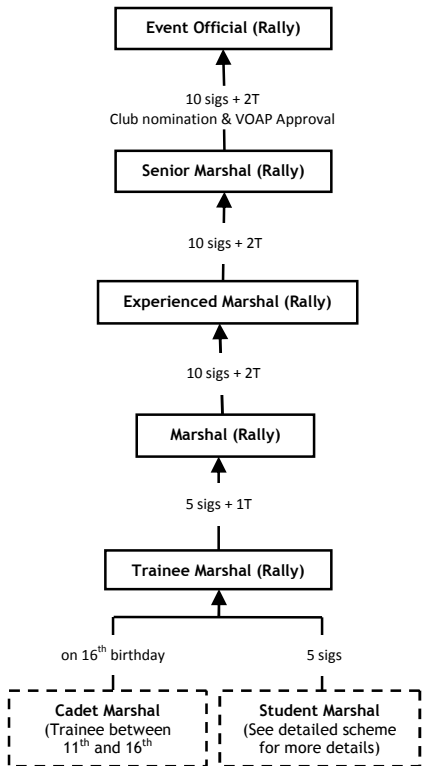 Event Official (Rally)
10 sigs + 2T
Club nomination & VOAP Approval
Senior Marshal (Rally)
10 sigs + 2T
Experienced Marshal (Rally)
10 sigs + 2T
Marshal (Rally)
5 sigs + 1T
Trainee Marshal (Rally)
on 16th birthday
5 sigs
Cadet Marshal
(Trainee between
11th and 16th
Student Marshal
(See detailed scheme
for more details)